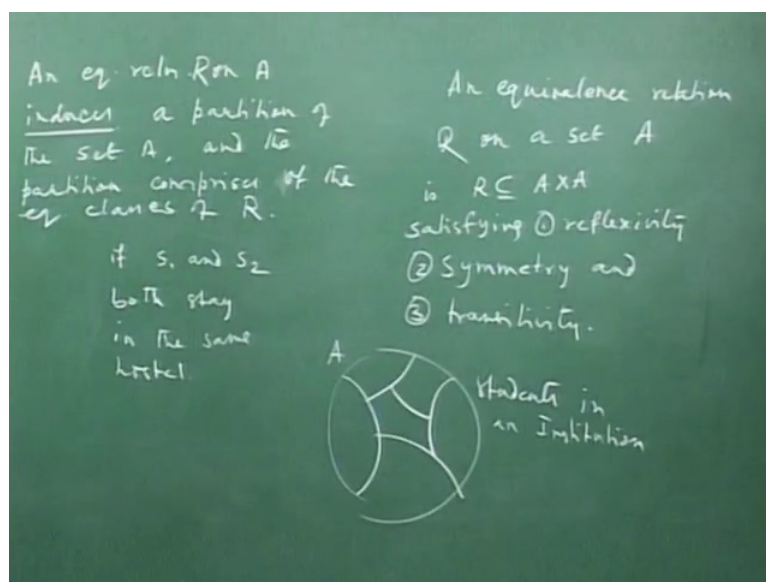 An eq. reln. R on A
induces a partition of
the set A, and the
partition comprises of the
eq classes of R.
if S₁ and S₂
both stay
in the same
hostel.
An equivalence relation
R on a set A
is R ⊆ A X A
satisfying ① reflexivity
② Symmetry and
③ transitivity.
A
students in
an Institution